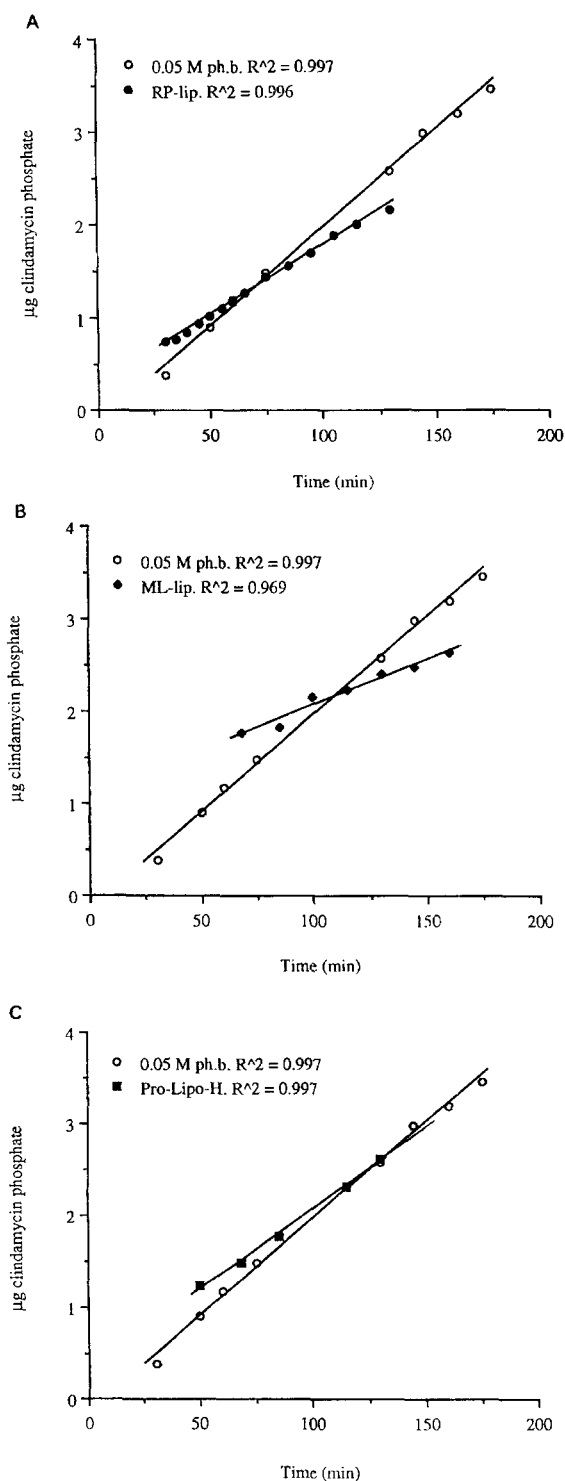 A
4
3
2
1
0
0 50 100 150 200
○ 0.05 M ph.b. R^2 = 0.997
● RP-lip. R^2 = 0.996
µg clindamycin phosphate
Time (min)
B
4
3
2
1
0
0 50 100 150 200
○ 0.05 M ph.b. R^2 = 0.997
◆ ML-lip. R^2 = 0.969
µg clindamycin phosphate
Time (min)
C
4
3
2
1
0
0 50 100 150 200
○ 0.05 M ph.b. R^2 = 0.997
■ Pro-Lipo-H. R^2 = 0.997
µg clindamycin phosphate
Time (min)